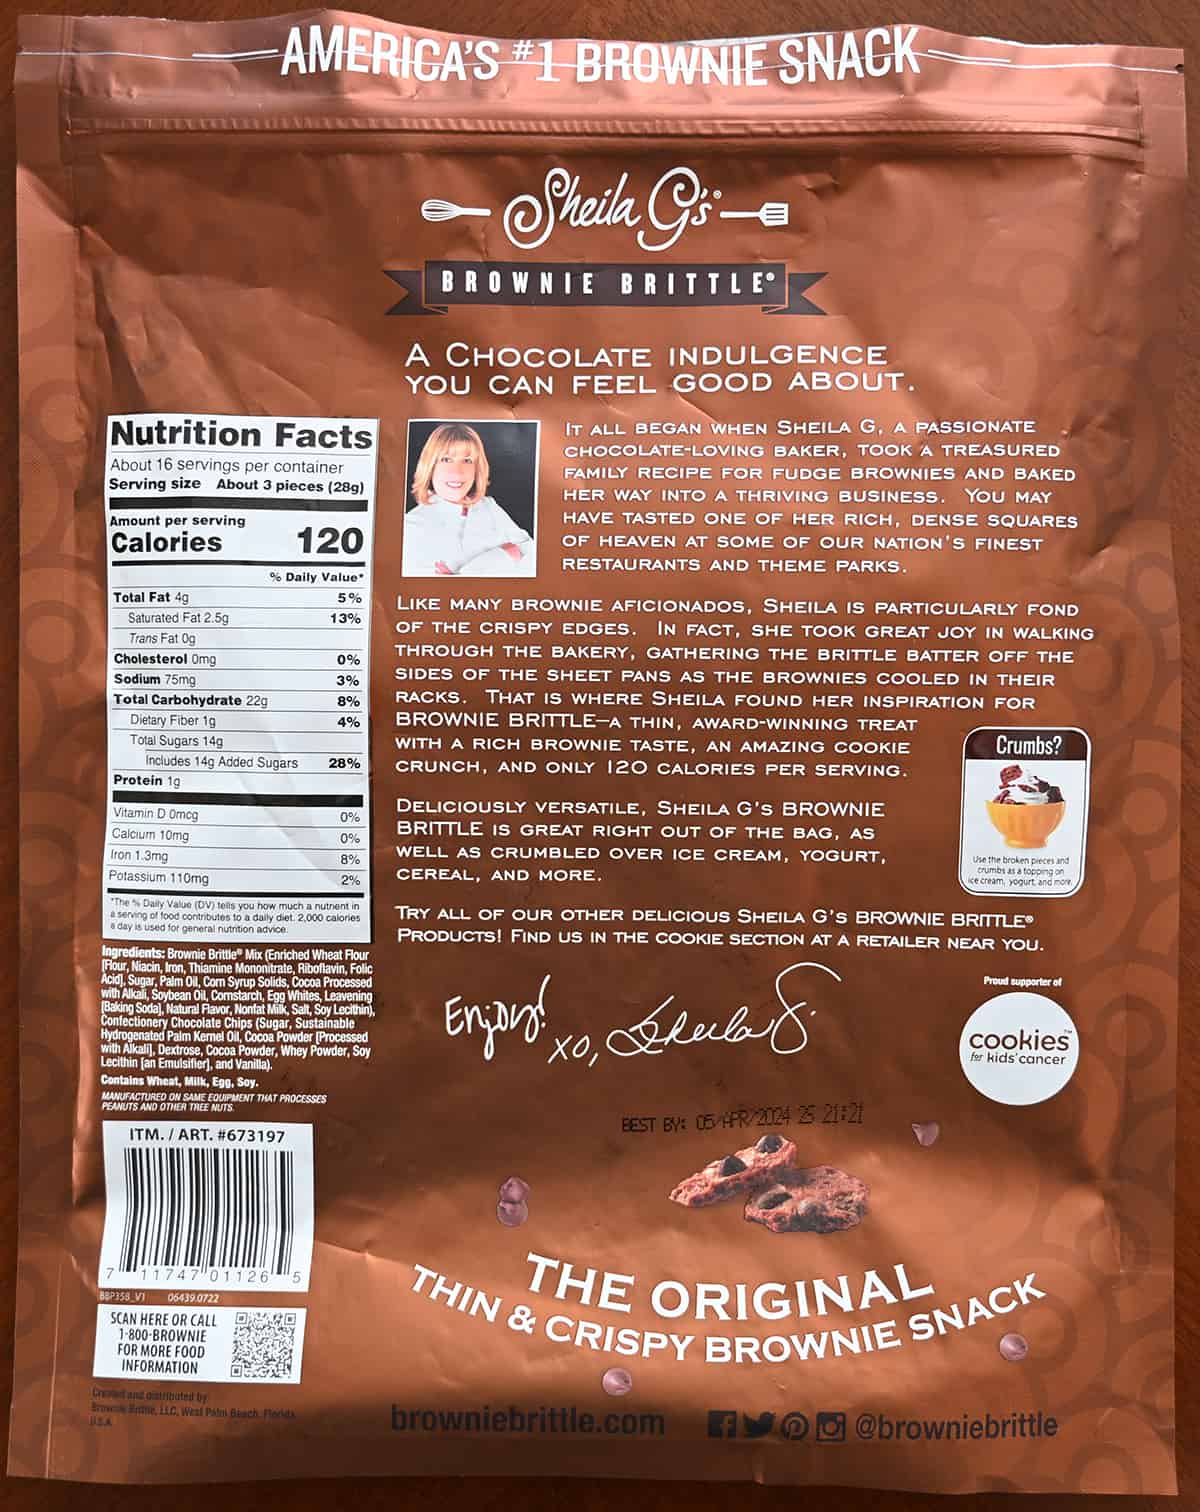 AMERICA'S #1 BROWNIE SNACK
Sheila G's®
BROWNIE BRITTLE®
A CHOCOLATE INDULGENCE
YOU CAN FEEL GOOD ABOUT.
IT ALL BEGAN WHEN SHEILA G, A PASSIONATE
CHOCOLATE-LOVING BAKER, TOOK A TREASURED
FAMILY RECIPE FOR FUDGE BROWNIES AND BAKED
HER WAY INTO A THRIVING BUSINESS. YOU MAY
HAVE TASTED ONE OF HER RICH, DENSE SQUARES
OF HEAVEN AT SOME OF OUR NATION'S FINEST
RESTAURANTS AND THEME PARKS.
LIKE MANY BROWNIE AFICIONADOS, SHEILA IS PARTICULARLY FOND
OF THE CRISPY EDGES. IN FACT, SHE TOOK GREAT JOY IN WALKING
THROUGH THE BAKERY, GATHERING THE BRITTLE BATTER OFF THE
SIDES OF THE SHEET PANS AS THE BROWNIES COOLED IN THEIR
RACKS. THAT IS WHERE SHEILA FOUND HER INSPIRATION FOR
BROWNIE BRITTLE—A THIN, AWARD-WINNING TREAT
WITH A RICH BROWNIE TASTE, AN AMAZING COOKIE
CRUNCH, AND ONLY 120 CALORIES PER SERVING.
DELICIOUSLY VERSATILE, SHEILA G'S BROWNIE
BRITTLE IS GREAT RIGHT OUT OF THE BAG, AS
WELL AS CRUMBLED OVER ICE CREAM, YOGURT,
CEREAL, AND MORE.
TRY ALL OF OUR OTHER DELICIOUS SHEILA G'S BROWNIE BRITTLE®
PRODUCTS! FIND US IN THE COOKIE SECTION AT A RETAILER NEAR YOU.
Enjoy!
xo, Sheila G.
Crumbs?
Use the broken pieces and
crumbs as a topping on
ice cream, yogurt, and more.
Proud supporter of
cookies™
for kids' cancer
Nutrition Facts
About 16 servings per container
Serving size About 3 pieces (28g)
Amount per serving
Calories 120
% Daily Value*
Total Fat 4g 5%
Saturated Fat 2.5g 13%
Trans Fat 0g
Cholesterol 0mg 0%
Sodium 75mg 3%
Total Carbohydrate 22g 8%
Dietary Fiber 1g 4%
Total Sugars 14g
Includes 14g Added Sugars 28%
Protein 1g
Vitamin D 0mcg 0%
Calcium 10mg 0%
Iron 1.3mg 8%
Potassium 110mg 2%
*The % Daily Value (DV) tells you how much a nutrient in
a serving of food contributes to a daily diet. 2,000 calories
a day is used for general nutrition advice.
Ingredients: Brownie Brittle® Mix (Enriched Wheat Flour
[Flour, Niacin, Iron, Thiamine Mononitrate, Riboflavin, Folic
Acid], Sugar, Palm Oil, Corn Syrup Solids, Cocoa Processed
with Alkali, Soybean Oil, Cornstarch, Egg Whites, Leavening
[Baking Soda], Natural Flavor, Nonfat Milk, Salt, Soy Lecithin),
Confectionery Chocolate Chips (Sugar, Sustainable
Hydrogenated Palm Kernel Oil, Cocoa Powder [Processed
with Alkali], Dextrose, Cocoa Powder, Whey Powder, Soy
Lecithin [an Emulsifier], and Vanilla).
Contains Wheat, Milk, Egg, Soy.
MANUFACTURED ON SAME EQUIPMENT THAT PROCESSES
PEANUTS AND OTHER TREE NUTS.
ITM. / ART. #673197
7 11747 01126 5
BBP358_V1 06439.0722
SCAN HERE OR CALL
1-800-BROWNIE
FOR MORE FOOD
INFORMATION
Created and distributed by:
Brownie Brittle, LLC, West Palm Beach, Florida
U.S.A.
BEST BY: 05/APR/2024 25 21:21
THE ORIGINAL
THIN & CRISPY BROWNIE SNACK
browniebrittle.com
@browniebrittle